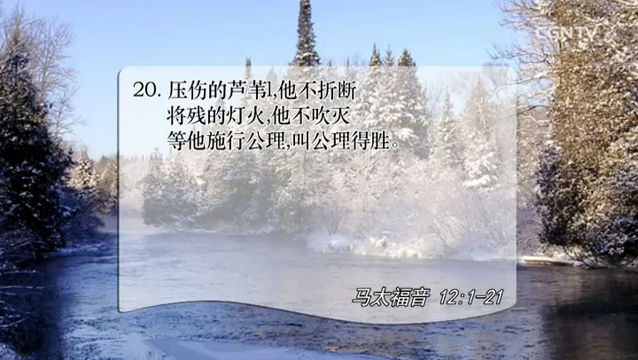 CGNTV
20. 压伤的芦苇l,他不折断
将残的灯火,他不吹灭
等他施行公理,叫公理得胜。
马太福音 12:1-21